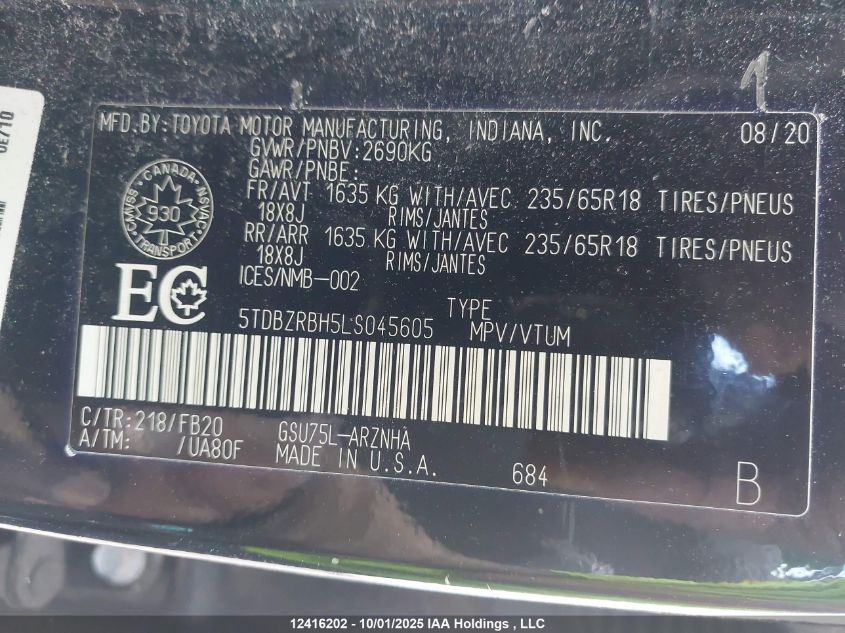 MFD.BY:TOYOTA MOTOR MANUFACTURING, INDIANA, INC. 08/20
GVWR/PNBV:2690KG
GAWR/PNBE:
FR/AVT 1635 KG WITH/AVEC 235/65R18 TIRES/PNEUS
18X8J RIMS/JANTES
RR/ARR 1635 KG WITH/AVEC 235/65R18 TIRES/PNEUS
18X8J RIMS/JANTES
ICES/NMB-002
CANADA
CMVSS NSVAC
930
TRANSPORT
EC
TYPE
5TDBZRBH5LS045605 MPV/VTUM
C/TR:218/FB20 GSU75L-ARZNHA
A/TM: /UA80F MADE IN U.S.A.
684 B
12416202 - 10/01/2025 IAA Holdings , LLC